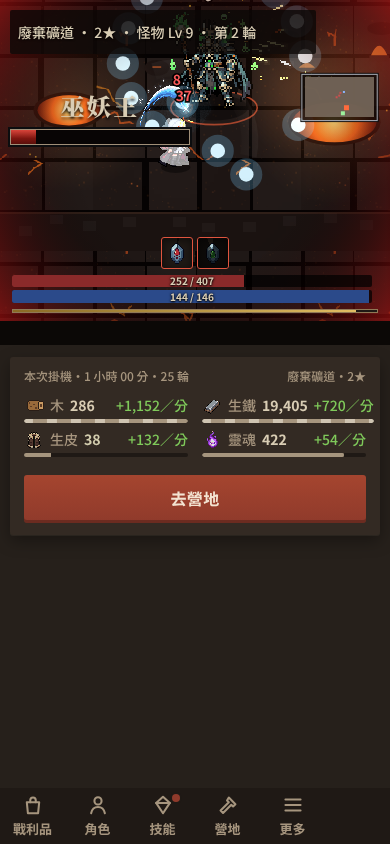 廢棄礦道 · 2★ · 怪物 Lv 9 · 第 2 輪
8
37
巫妖王
252 / 407
144 / 146
本次掛機 · 1 小時 00 分 · 25 輪
廢棄礦道 · 2★
木 286 +1,152／分
生鐵 19,405 +720／分
生皮 38 +132／分
靈魂 422 +54／分
去營地
戰利品 角色 技能 營地 更多